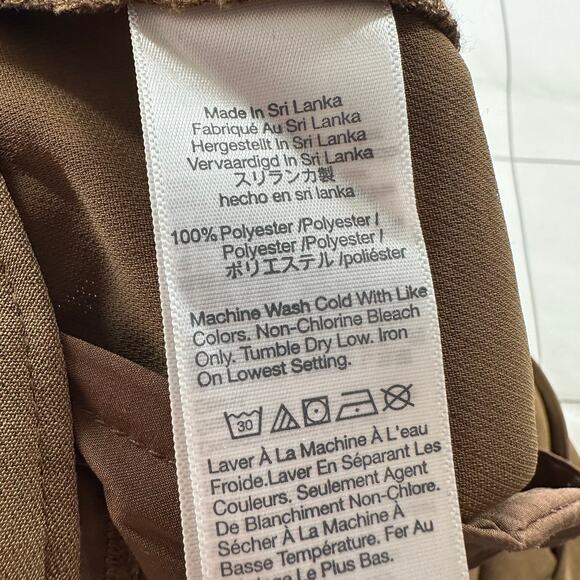 Made In Sri Lanka
Fabriqué Au Sri Lanka
Hergestellt In Sri Lanka
Vervaardigd In Sri Lanka
スリランカ製
hecho en sri lanka
100% Polyester /Polyester /
Polyester /Polyester /
ポリエステル /poliéster
Machine Wash Cold With Like
Colors. Non-Chlorine Bleach
Only. Tumble Dry Low. Iron
On Lowest Setting.
30
Laver À La Machine À L'eau
Froide.Laver En Séparant Les
Couleurs. Seulement Agent
De Blanchiment Non-Chlore.
Sécher À La Machine À
Basse Température. Fer Au
Réglage Le Plus Bas.